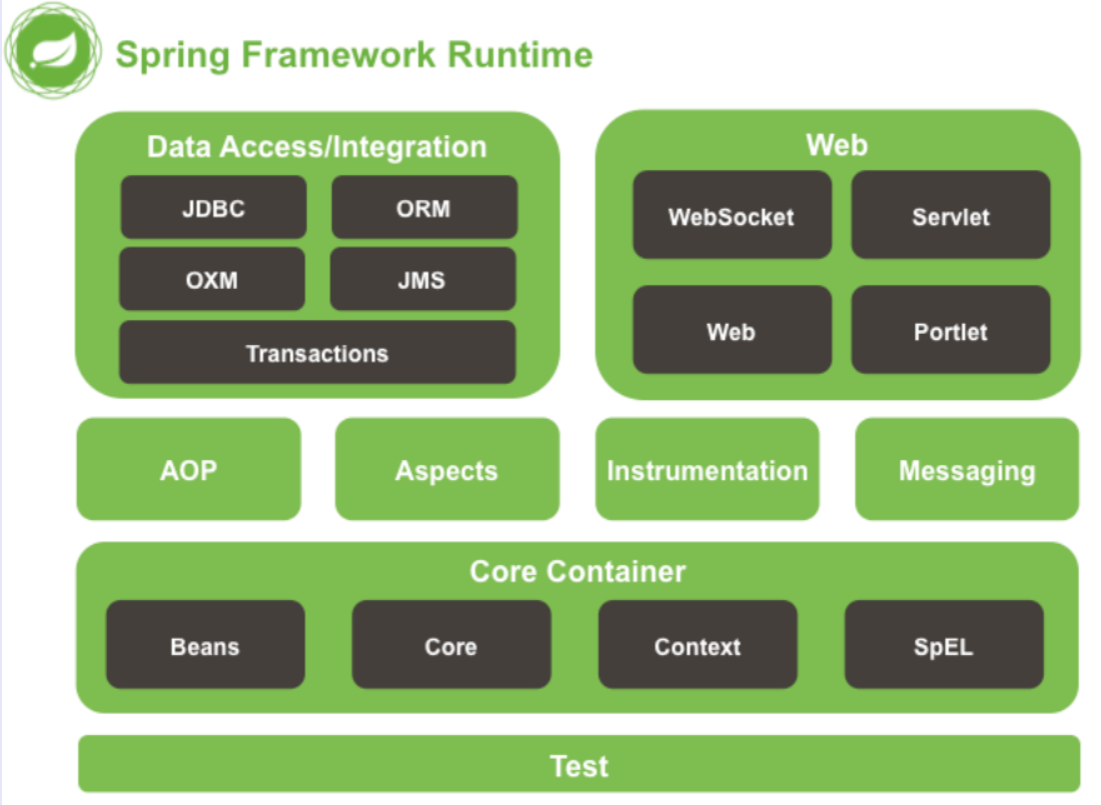 Spring Framework Runtime
Data Access/Integration
JDBC
ORM
OXM
JMS
Transactions
Web
WebSocket
Servlet
Web
Portlet
AOP
Aspects
Instrumentation
Messaging
Core Container
Beans
Core
Context
SpEL
Test